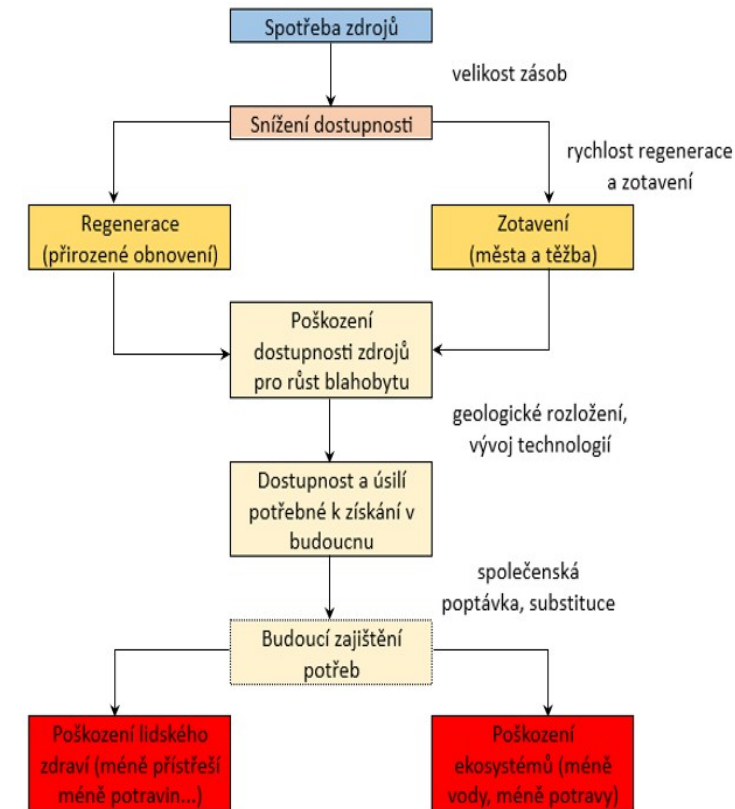 Spotřeba zdrojů
velikost zásob
Snížení dostupnosti
rychlost regenerace
a zotavení
Regenerace
(přirozené obnovení)
Zotavení
(města a těžba)
Poškození
dostupnosti zdrojů
pro růst blahobytu
geologické rozložení,
vývoj technologií
Dostupnost a úsilí
potřebné k získání v
budoucnu
společenská
poptávka, substituce
Budoucí zajištění
potřeb
Poškození lidského
zdraví (méně přístřeší
méně potravin...)
Poškození
ekosystémů (méně
vody, méně potravy)